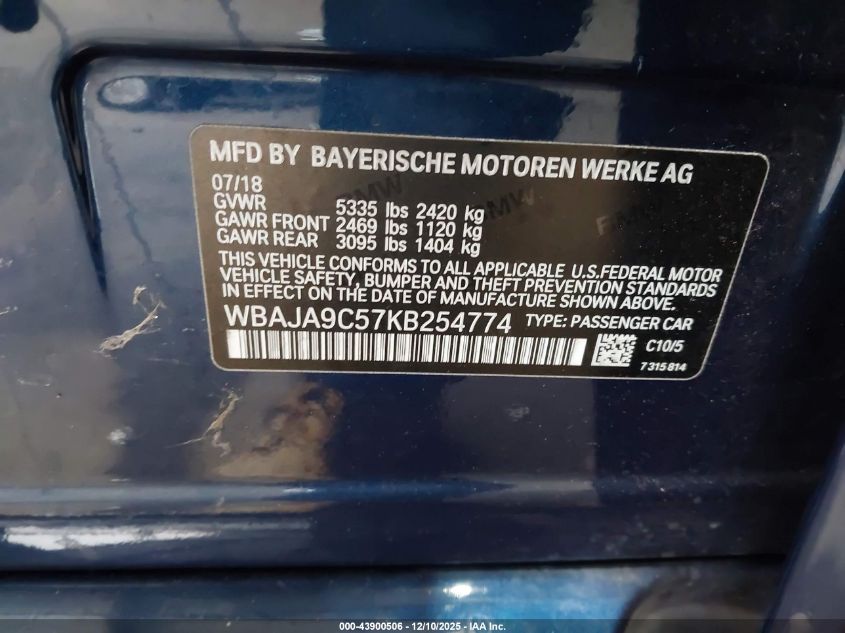 MFD BY BAYERISCHE MOTOREN WERKE AG
07/18
GVWR 5335 lbs 2420 kg
GAWR FRONT 2469 lbs 1120 kg
GAWR REAR 3095 lbs 1404 kg
THIS VEHICLE CONFORMS TO ALL APPLICABLE U.S.FEDERAL MOTOR
VEHICLE SAFETY, BUMPER AND THEFT PREVENTION STANDARDS
IN EFFECT ON THE DATE OF MANUFACTURE SHOWN ABOVE.
WBAJA9C57KB254774 TYPE: PASSENGER CAR
C10/5
7315814
000-43900506 - 12/10/2025 - IAA Inc.